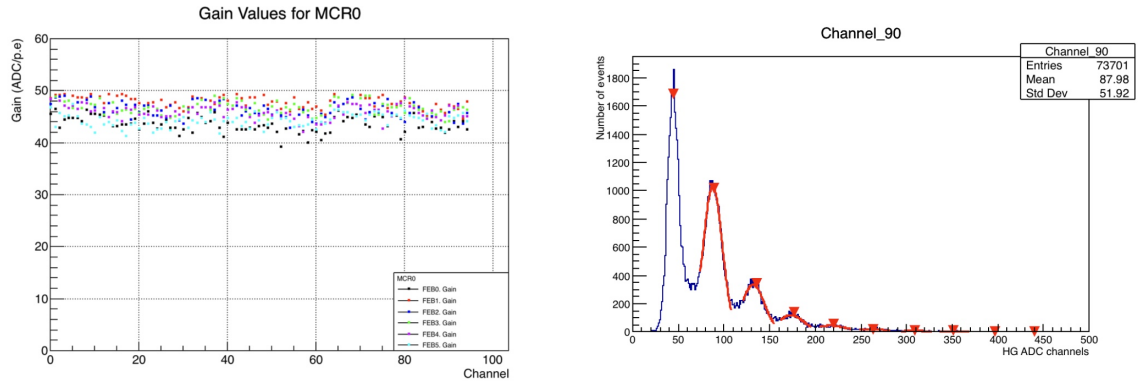 Gain Values for MCR0
Gain (ADC/p.e)
60
50
40
30
20
10
0
0 20 40 60 80 100
Channel
MCR0
FEB0. Gain
FEB1. Gain
FEB2. Gain
FEB3. Gain
FEB4. Gain
FEB5. Gain
Channel_90
Channel_90
Entries 73701
Mean 87.98
Std Dev 51.92
Number of events
1800
1600
1400
1200
1000
800
600
400
200
0
0 50 100 150 200 250 300 350 400 450 500
HG ADC channels